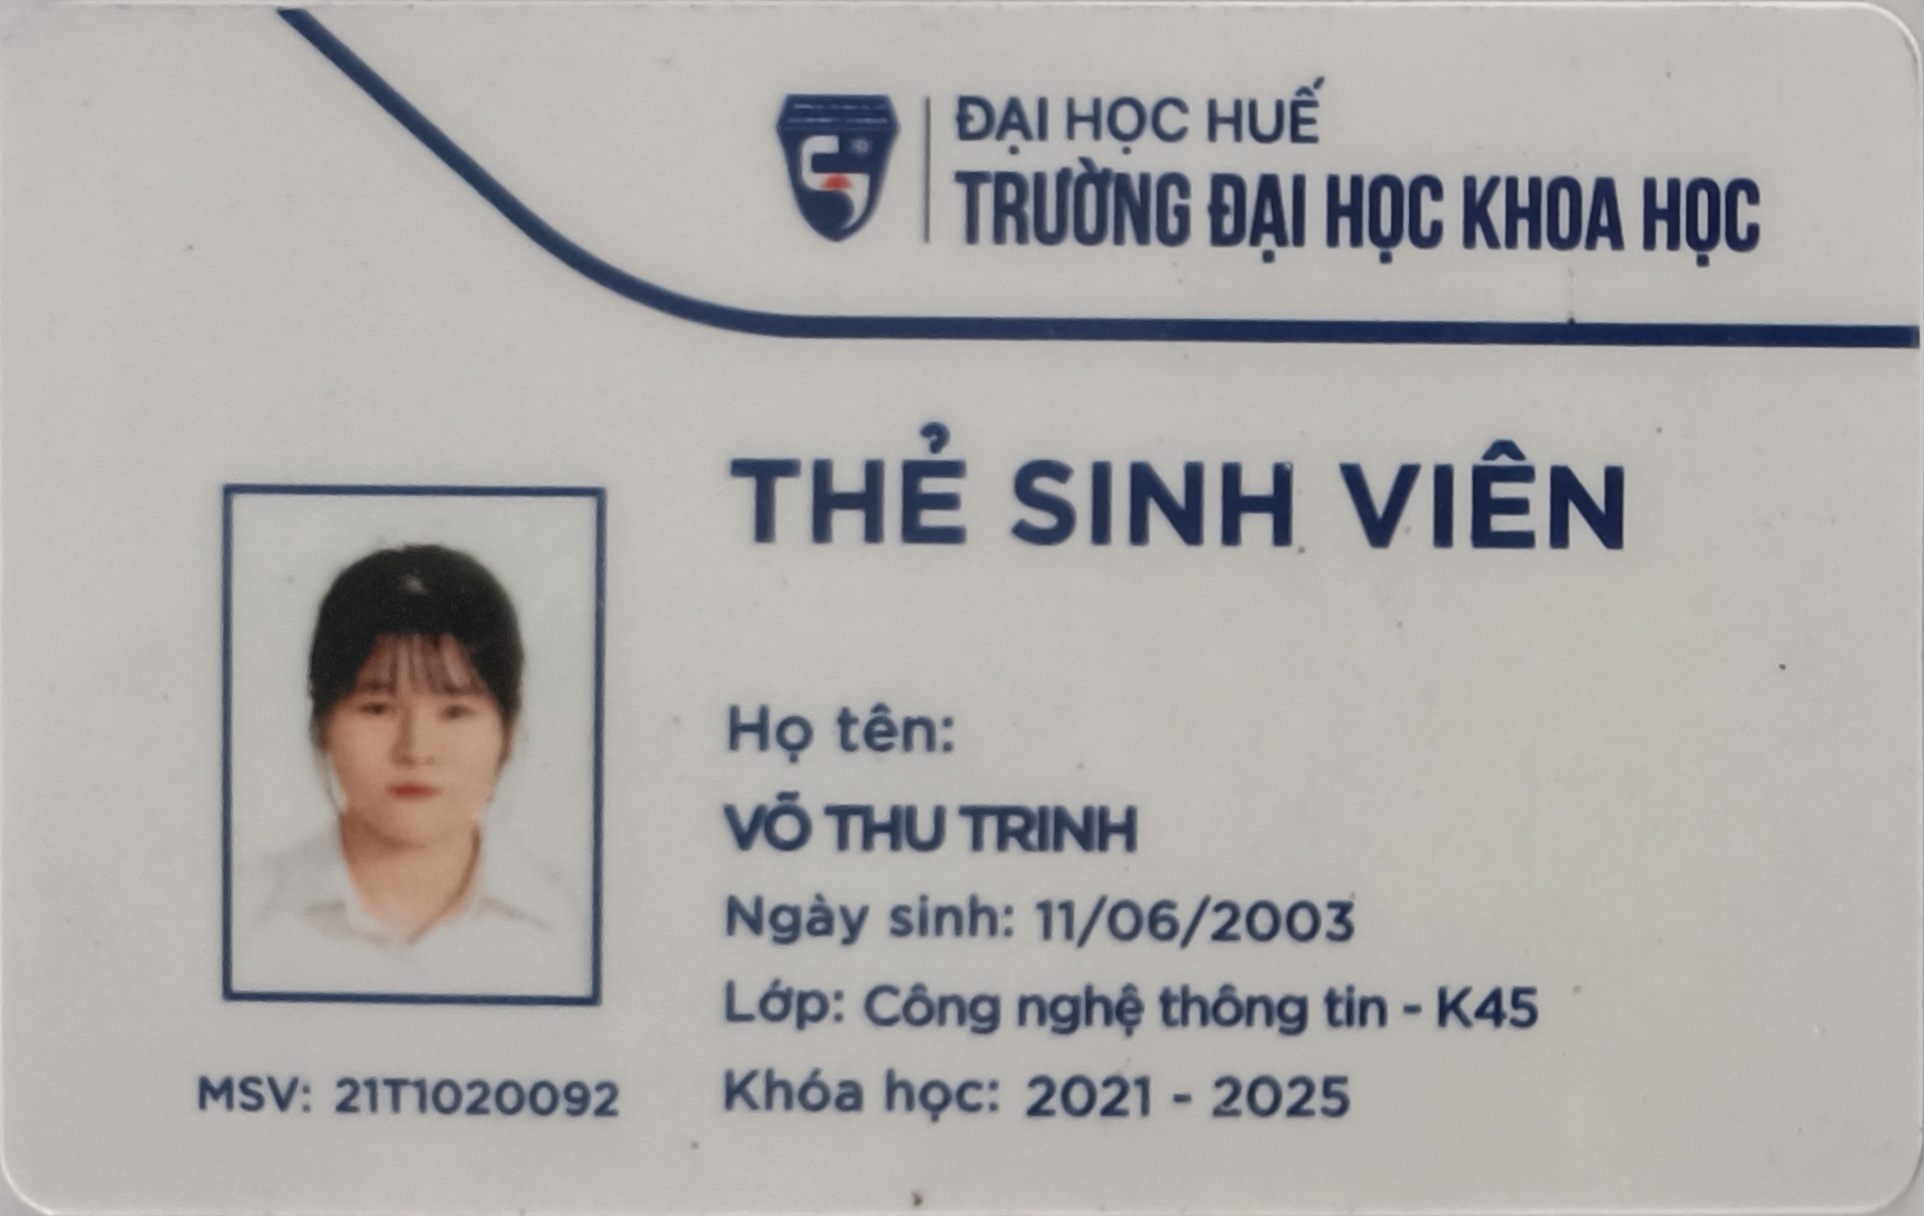 ĐẠI HỌC HUẾ
TRƯỜNG ĐẠI HỌC KHOA HỌC
THẺ SINH VIÊN
Họ tên:
VÕ THU TRINH
Ngày sinh: 11/06/2003
Lớp: Công nghệ thông tin - K45
Khóa học: 2021 - 2025
MSV: 21T1020092